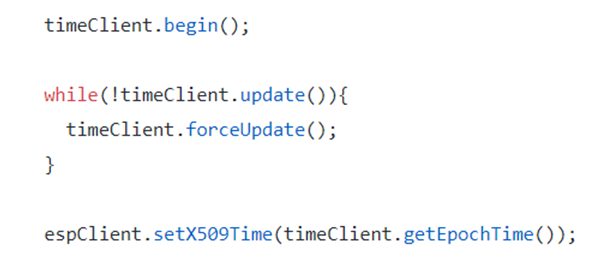 timeClient.begin();
while(!timeClient.update()){
timeClient.forceUpdate();
}
espClient.setX509Time(timeClient.getEpochTime());